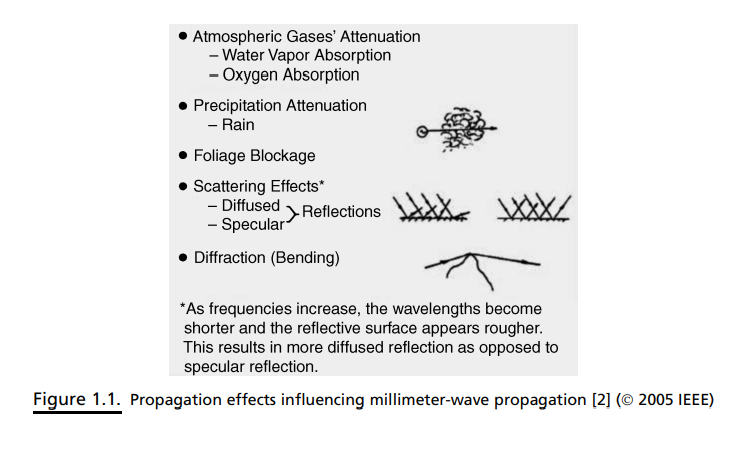 ● Atmospheric Gases' Attenuation
– Water Vapor Absorption
– Oxygen Absorption
● Precipitation Attenuation
– Rain
● Foliage Blockage
● Scattering Effects*
– Diffused
– Specular
Reflections
● Diffraction (Bending)
*As frequencies increase, the wavelengths become
shorter and the reflective surface appears rougher.
This results in more diffused reflection as opposed to
specular reflection.
Figure 1.1. Propagation effects influencing millimeter-wave propagation [2] (© 2005 IEEE)